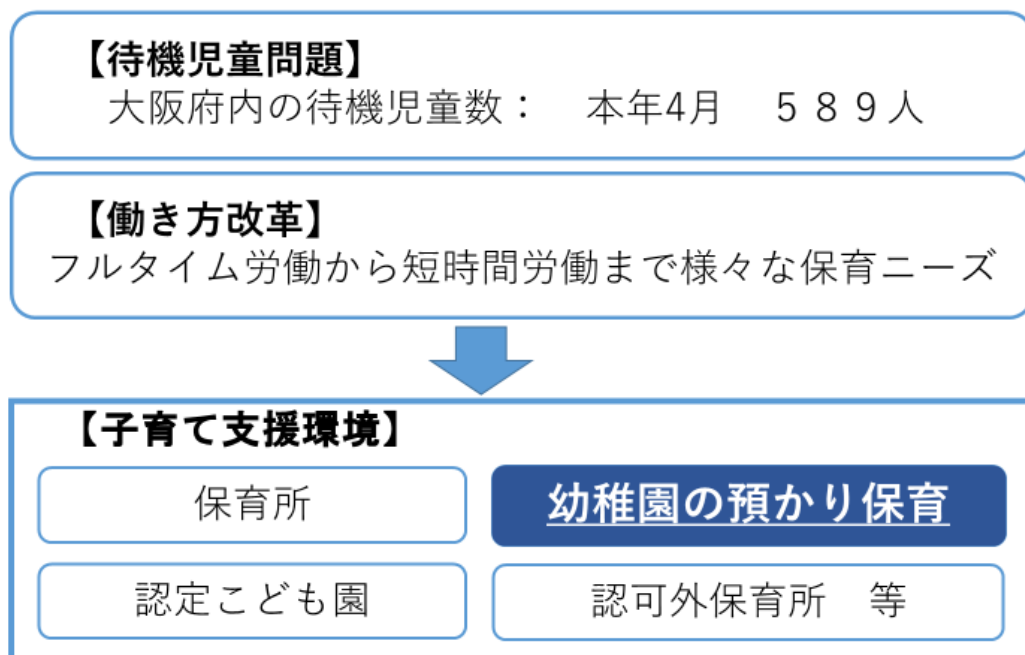 【待機児童問題】
大阪府内の待機児童数：　本年4月　５８９人
【働き方改革】
フルタイム労働から短時間労働まで様々な保育ニーズ
【子育て支援環境】
保育所
幼稚園の預かり保育
認定こども園
認可外保育所　等